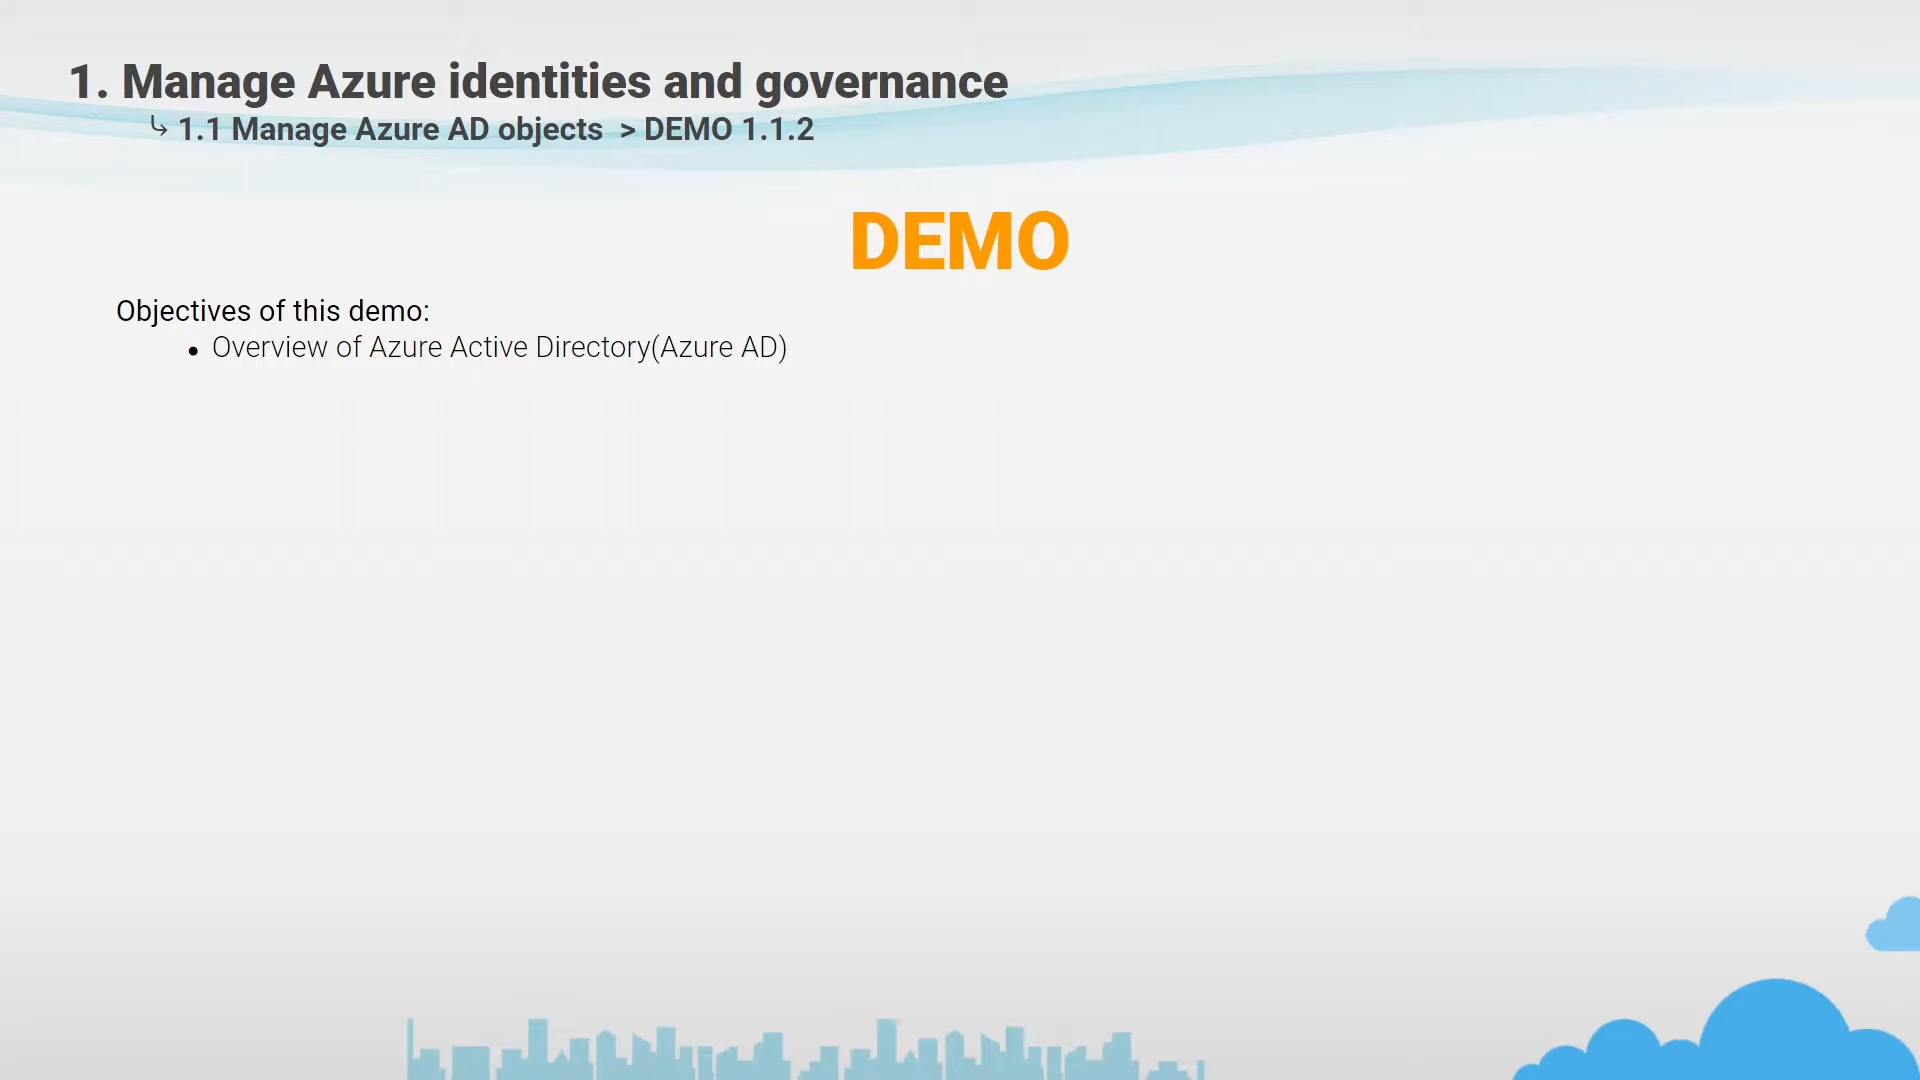 1. Manage Azure identities and governance
↳ 1.1 Manage Azure AD objects > DEMO 1.1.2
DEMO
Objectives of this demo:
● Overview of Azure Active Directory(Azure AD)